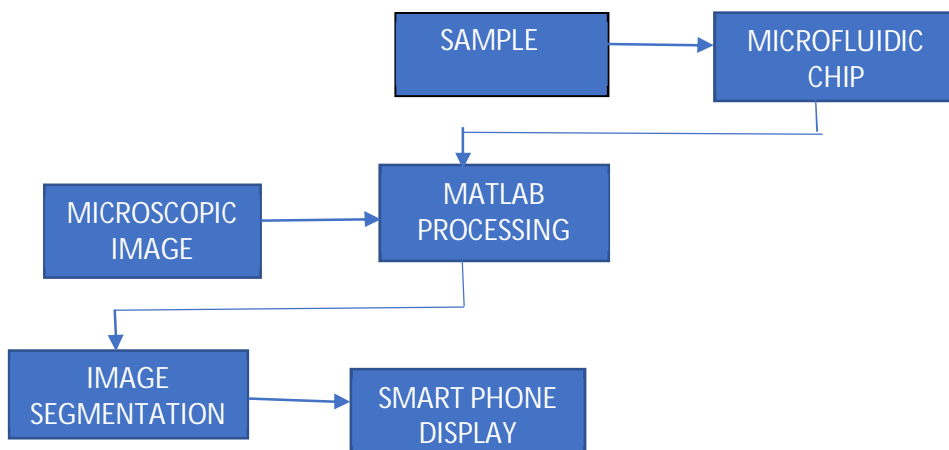 SAMPLE
MICROFLUIDIC
CHIP
MATLAB
PROCESSING
MICROSCOPIC
IMAGE
IMAGE
SEGMENTATION
SMART PHONE
DISPLAY